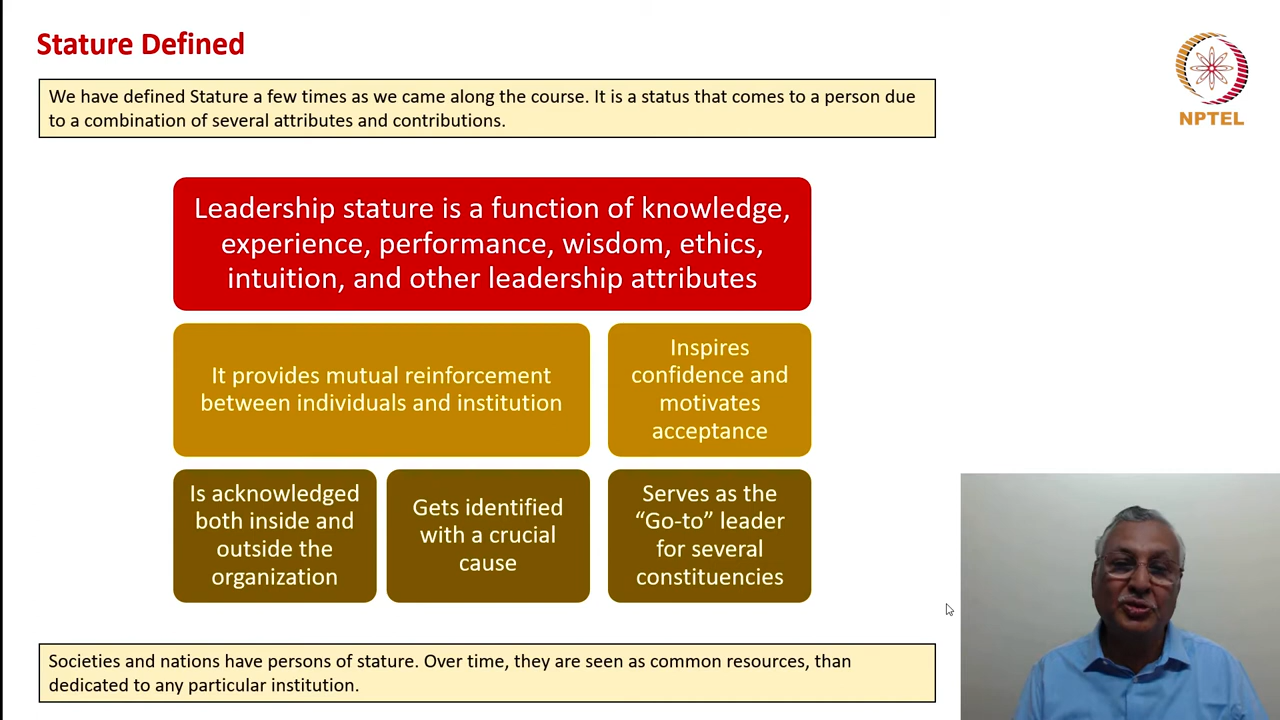 Stature Defined
We have defined Stature a few times as we came along the course. It is a status that comes to a person due
to a combination of several attributes and contributions.
NPTEL
Leadership stature is a function of knowledge,
experience, performance, wisdom, ethics,
intuition, and other leadership attributes
It provides mutual reinforcement
between individuals and institution
Inspires
confidence and
motivates
acceptance
Is acknowledged
both inside and
outside the
organization
Gets identified
with a crucial
cause
Serves as the
“Go-to” leader
for several
constituencies
Societies and nations have persons of stature. Over time, they are seen as common resources, than
dedicated to any particular institution.